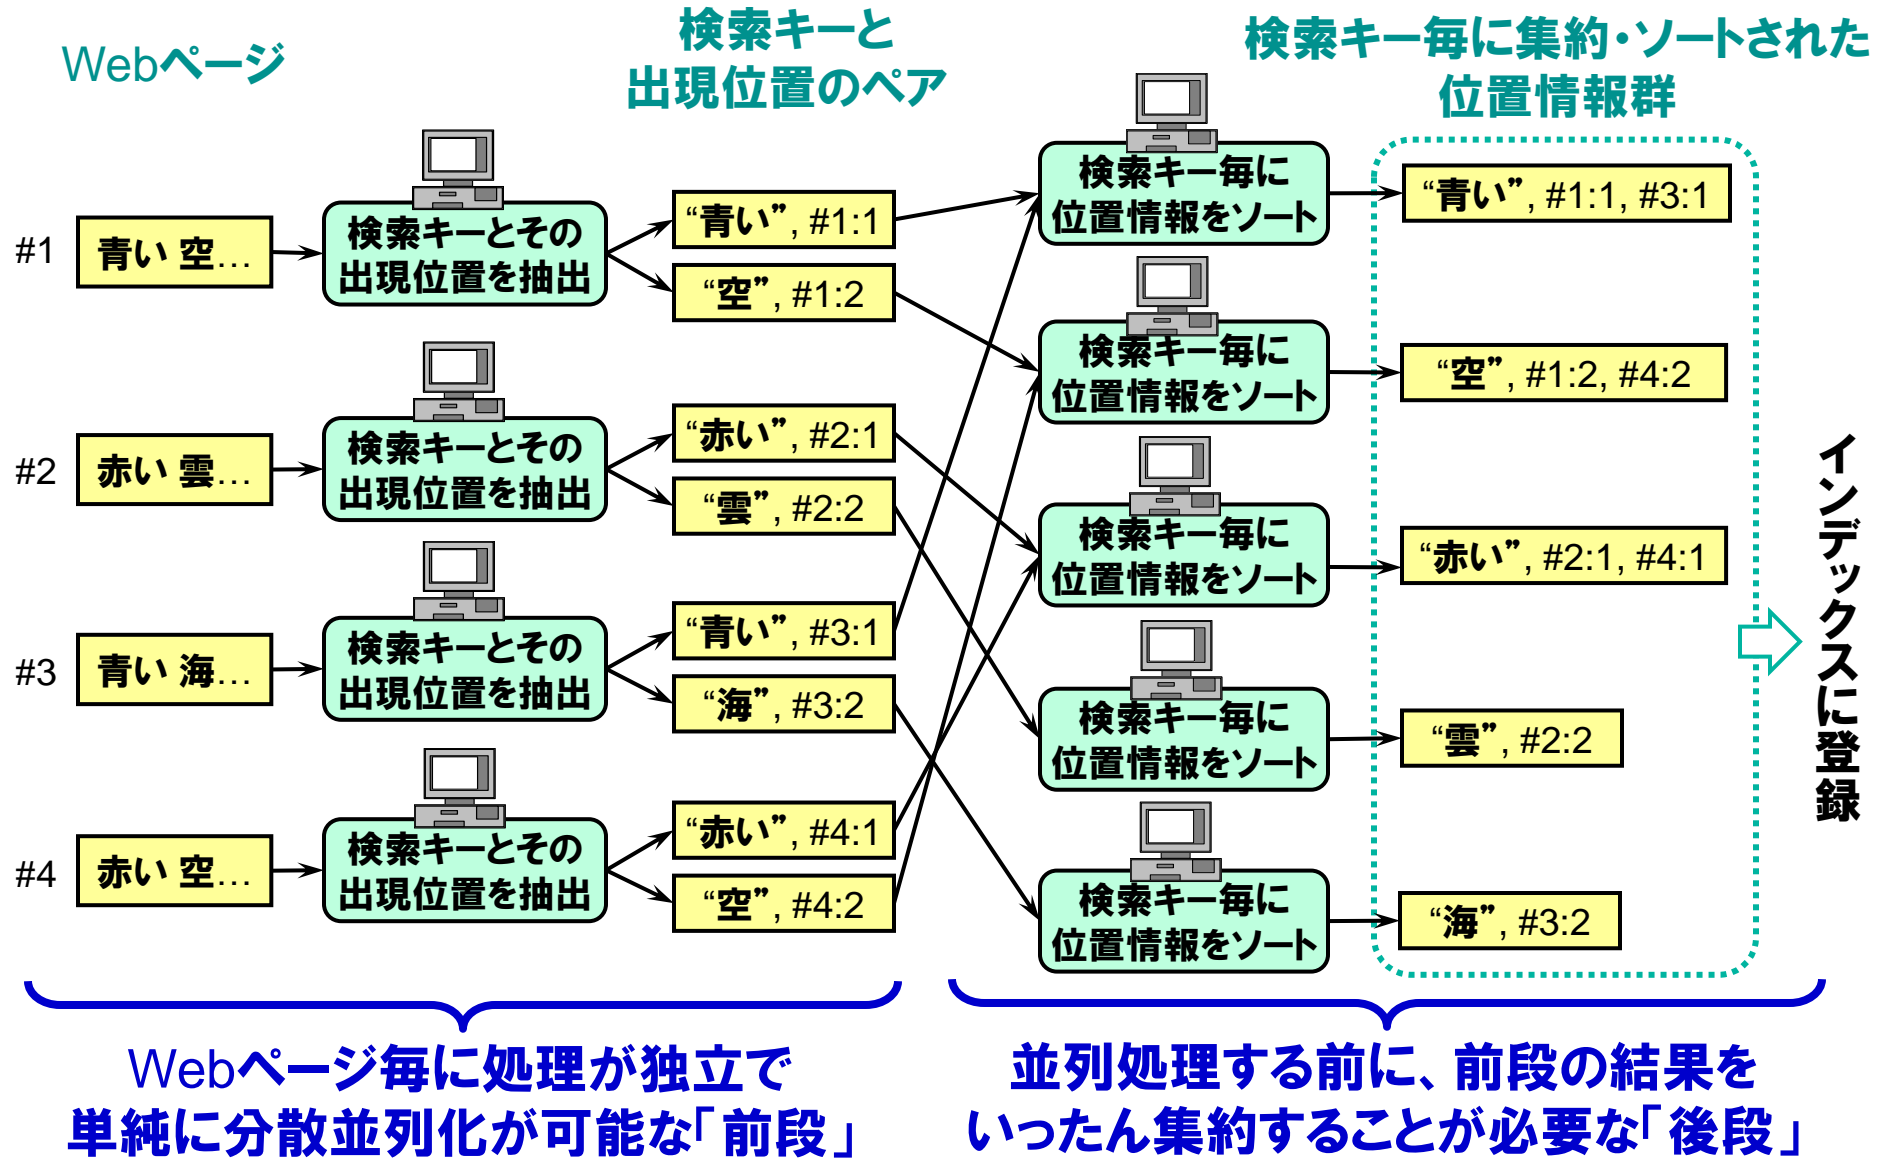 Webページ
検索キーと
出現位置のペア
検索キー毎に集約・ソートされた
位置情報群
#1
青い 空…
検索キーとその
出現位置を抽出
“青い”, #1:1
“空”, #1:2
#2
赤い 雲…
検索キーとその
出現位置を抽出
“赤い”, #2:1
“雲”, #2:2
#3
青い 海…
検索キーとその
出現位置を抽出
“青い”, #3:1
“海”, #3:2
#4
赤い 空…
検索キーとその
出現位置を抽出
“赤い”, #4:1
“空”, #4:2
検索キー毎に
位置情報をソート
“青い”, #1:1, #3:1
検索キー毎に
位置情報をソート
“空”, #1:2, #4:2
検索キー毎に
位置情報をソート
“赤い”, #2:1, #4:1
検索キー毎に
位置情報をソート
“雲”, #2:2
検索キー毎に
位置情報をソート
“海”, #3:2
インデックスに登録
Webページ毎に処理が独立で
単純に分散並列化が可能な「前段」
並列処理する前に、前段の結果を
いったん集約することが必要な「後段」